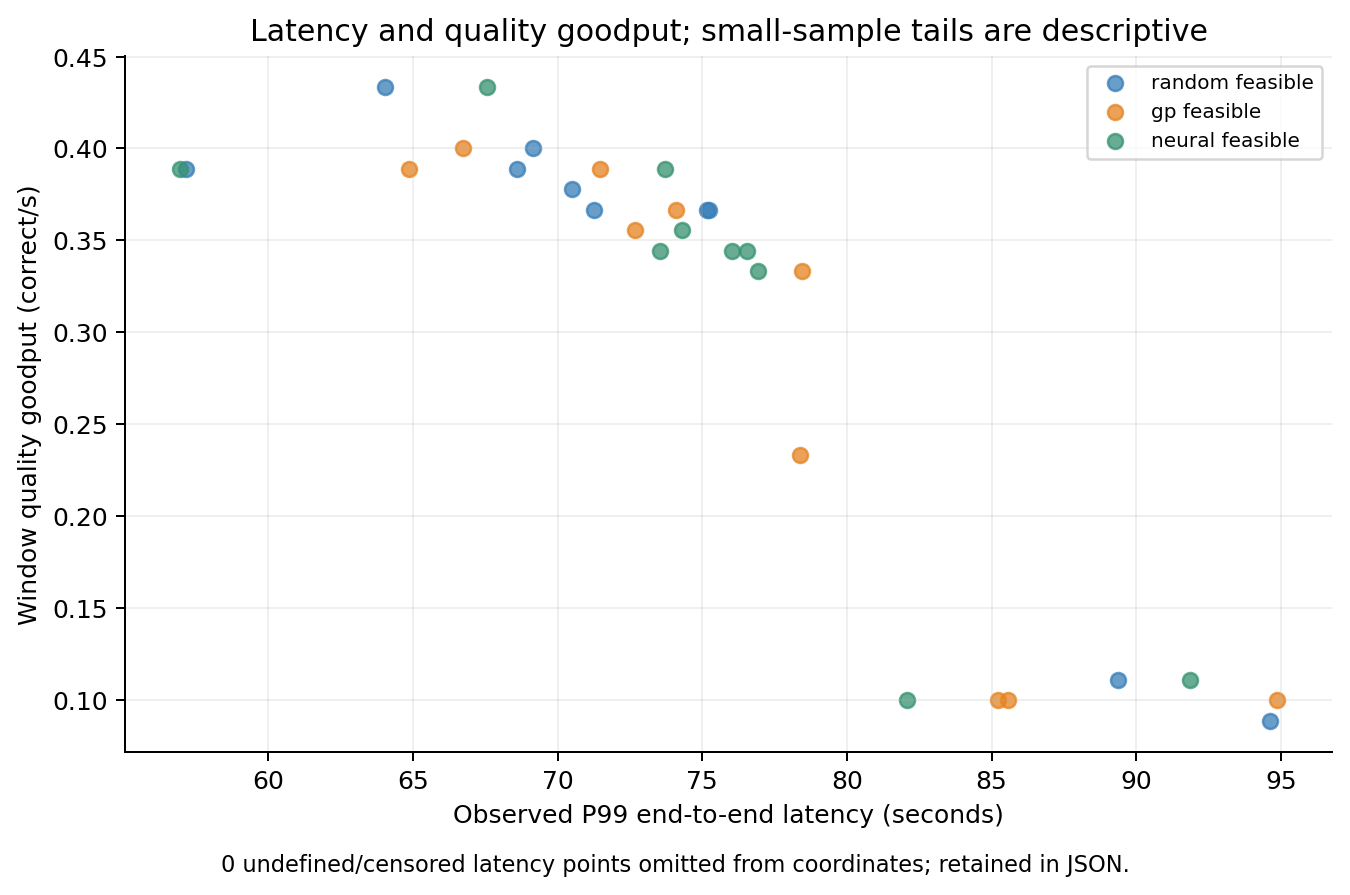 Latency and quality goodput; small-sample tails are descriptive
random feasible
gp feasible
neural feasible
Window quality goodput (correct/s)
0.45
0.40
0.35
0.30
0.25
0.20
0.15
0.10
60 65 70 75 80 85 90 95
Observed P99 end-to-end latency (seconds)
0 undefined/censored latency points omitted from coordinates; retained in JSON.